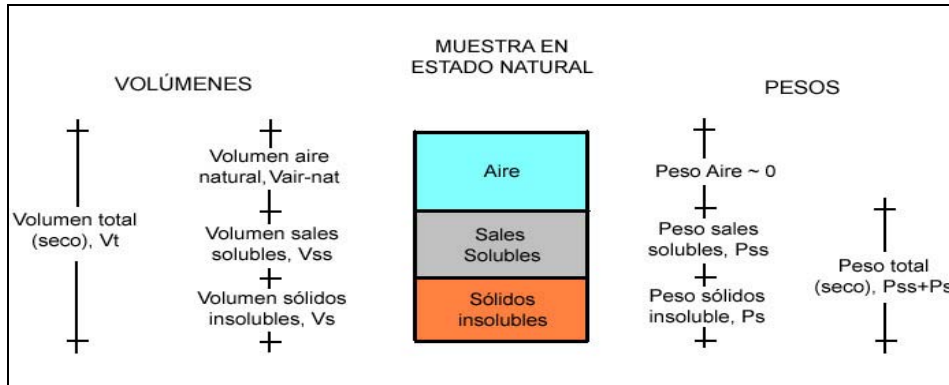 MUESTRA EN
ESTADO NATURAL
VOLÚMENES
PESOS
Volumen total
(seco), Vt
Volumen aire
natural, Vair-nat
Volumen sales
solubles, Vss
Volumen sólidos
insolubles, Vs
Aire
Sales
Solubles
Sólidos
insolubles
Peso Aire ~ 0
Peso sales
solubles, Pss
Peso sólidos
insoluble, Ps
Peso total
(seco), Pss+Ps